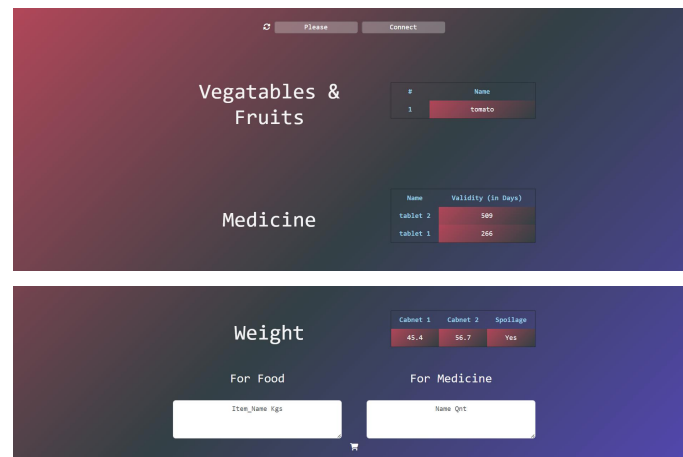 Please Connect
Vegatables &
Fruits
# Name
1 tomato
Medicine
Name Validity (in Days)
tablet 2 509
tablet 1 266
Weight
Cabnet 1 Cabnet 2 Spoilage
45.4 56.7 Yes
For Food For Medicine
Item_Name Kgs Name Qnt